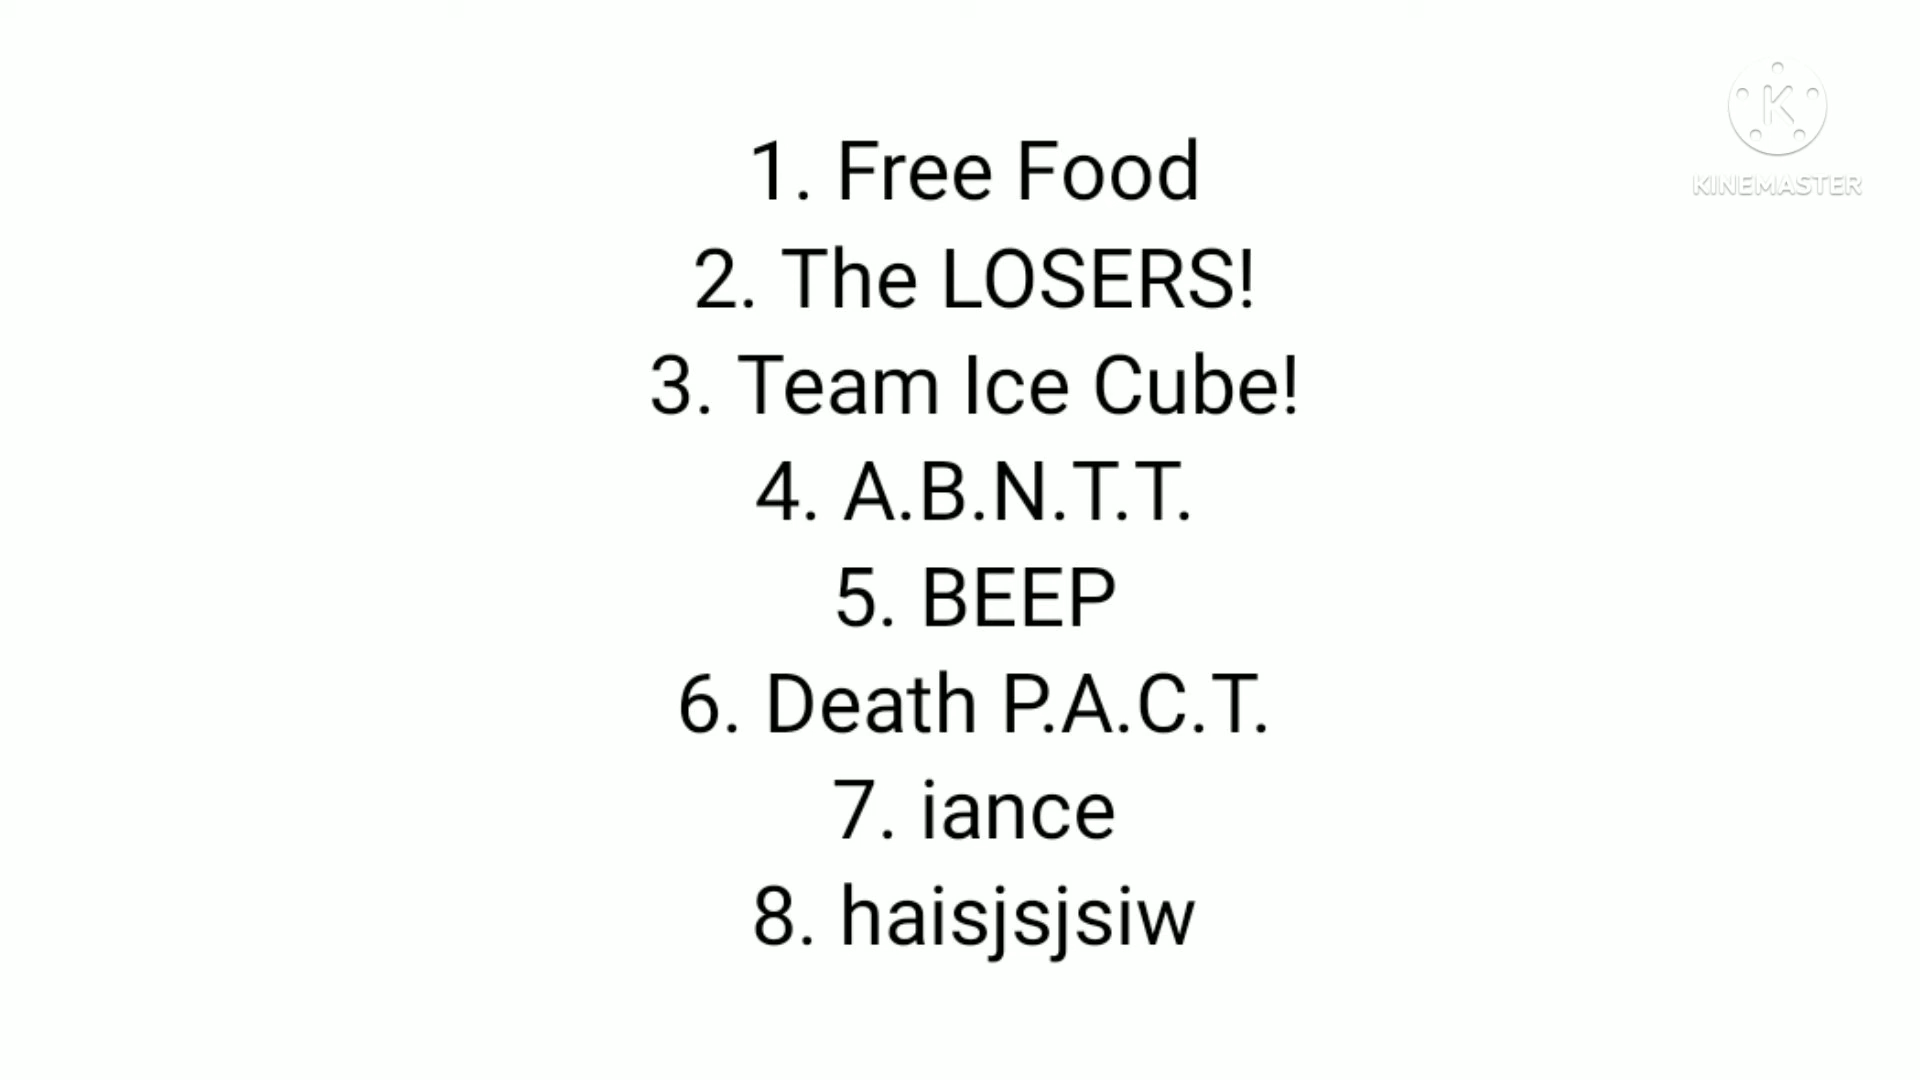 1. Free Food
2. The LOSERS!
3. Team Ice Cube!
4. A.B.N.T.T.
5. BEEP
6. Death P.A.C.T.
7. iance
8. haisjsjsiw
K
KINEMASTER